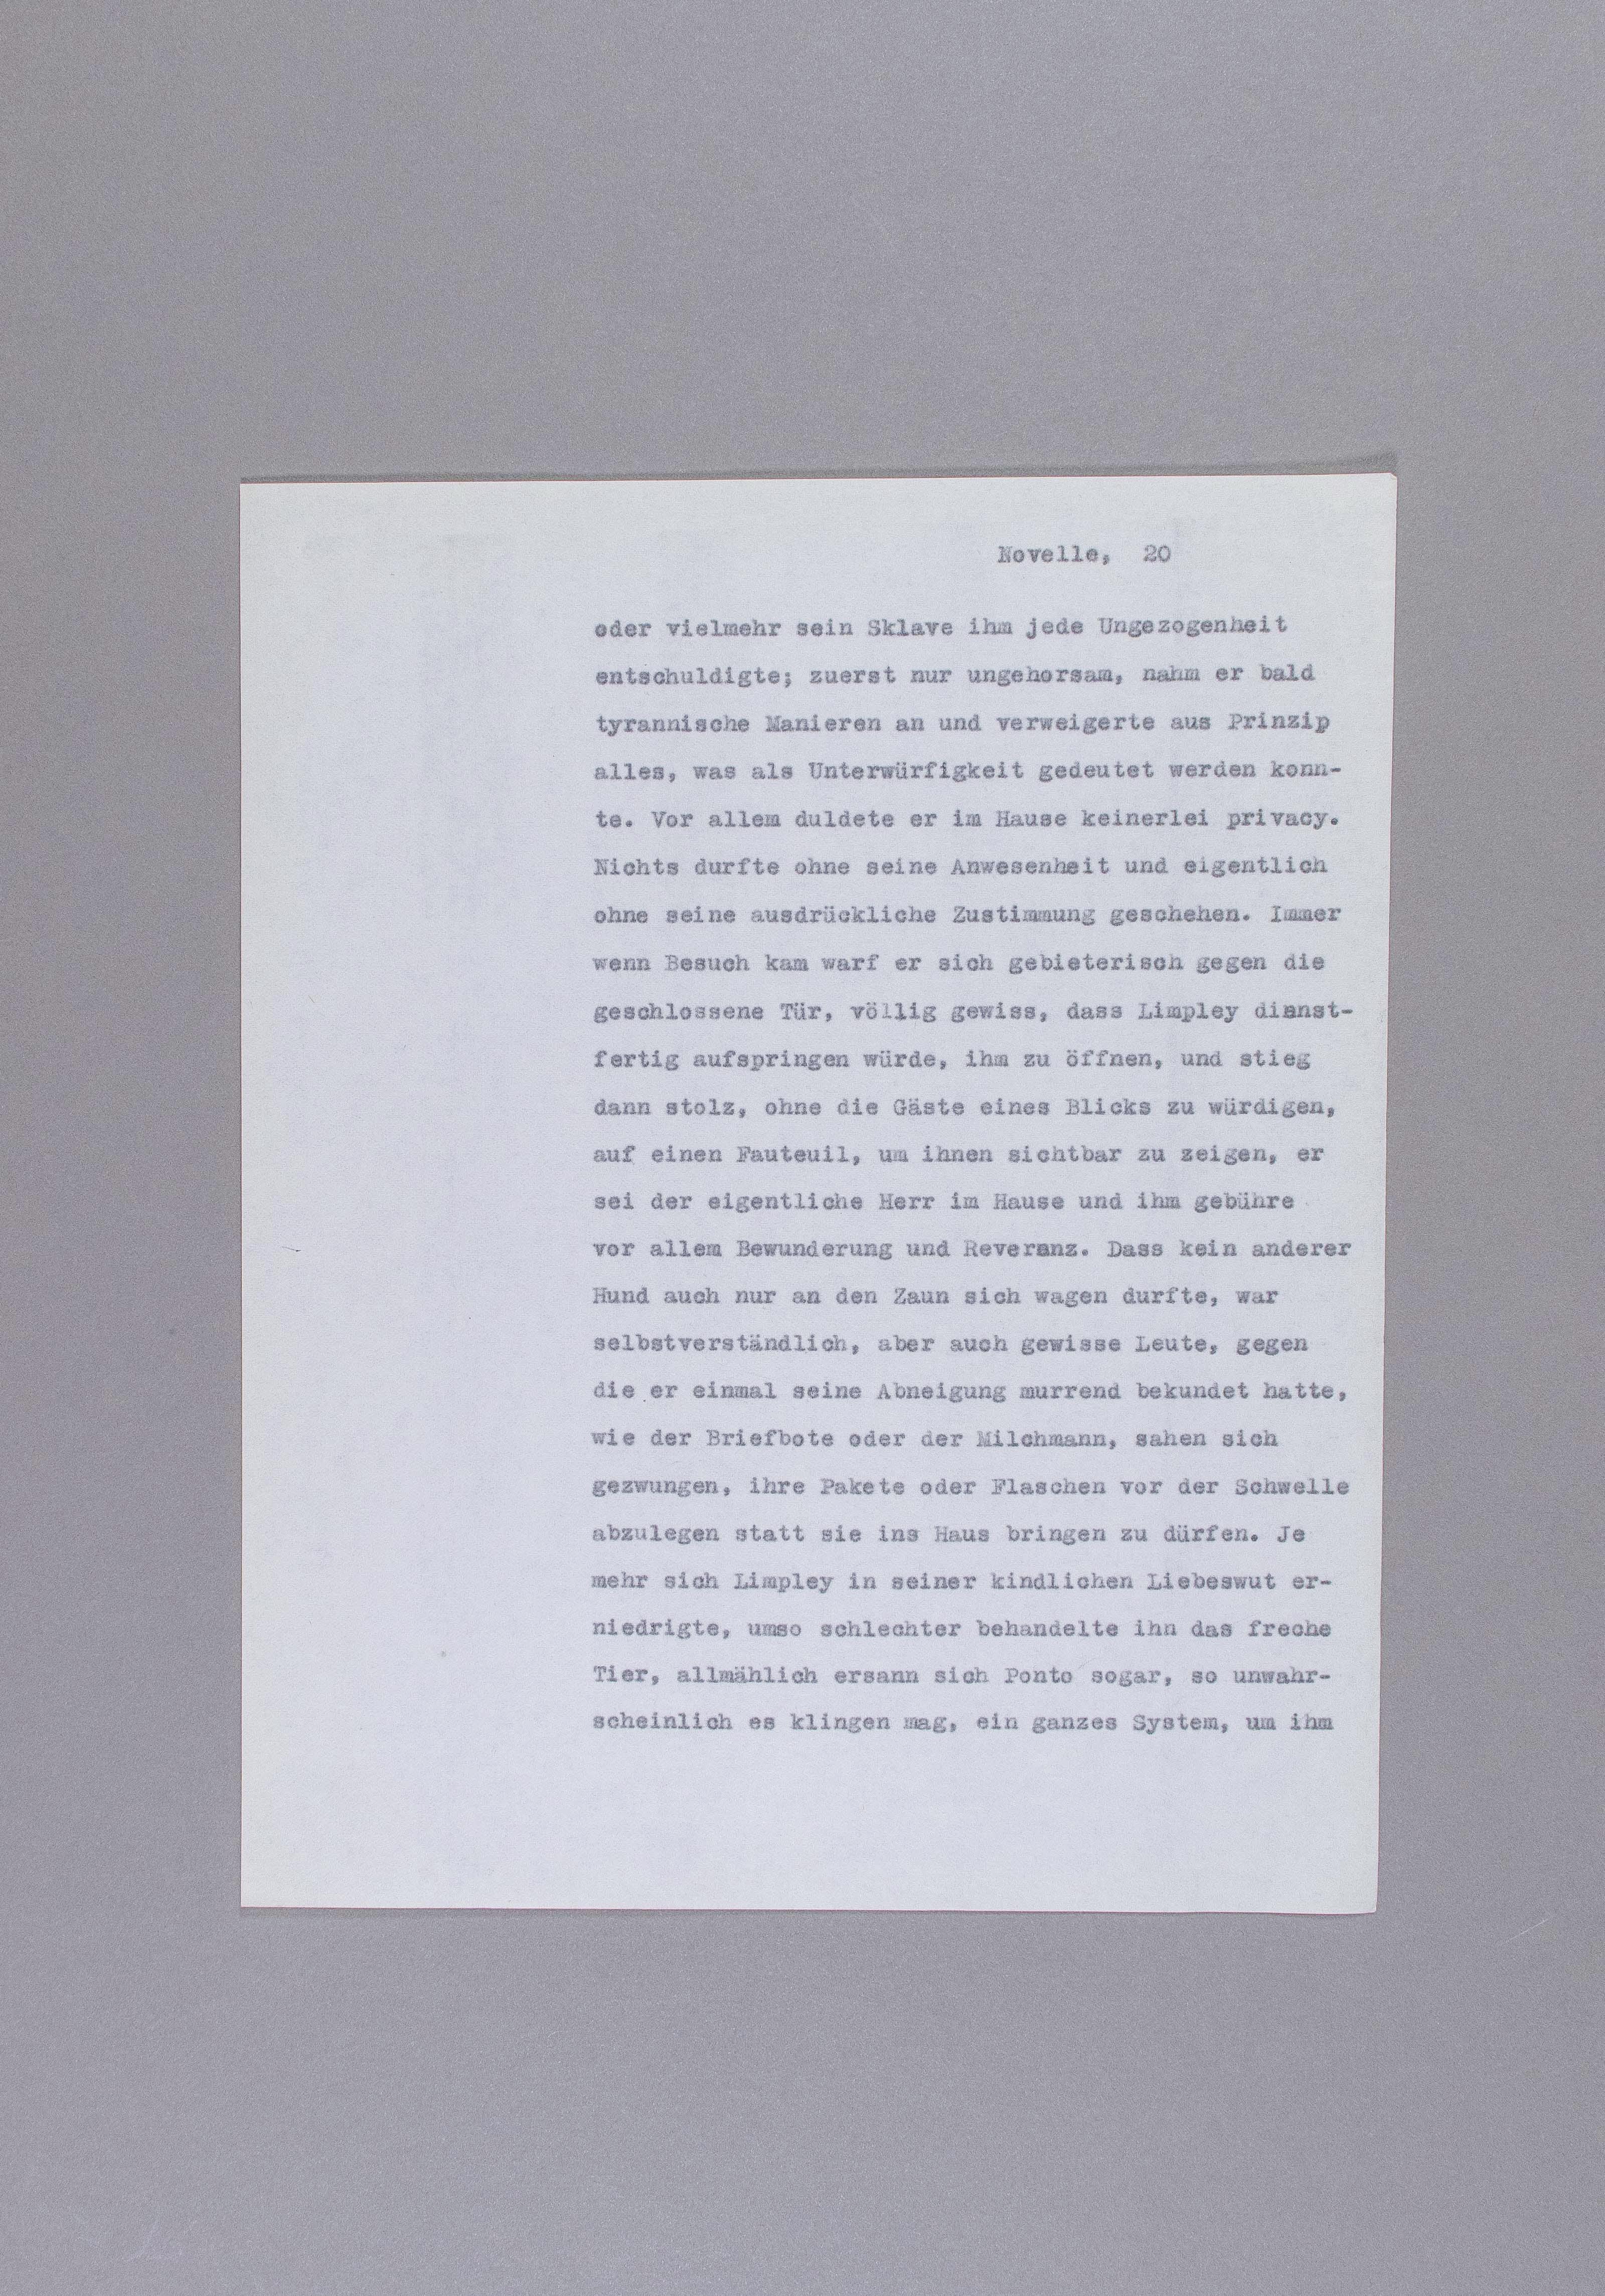 Novelle, 20
oder vielmehr sein Sklave ihm jede Ungezogenheit
entschuldigte; zuerst nur ungehorsam, nahm er bald
tyrannische Manieren an und verweigerte aus Prinzip
alles, was als Unterwürfigkeit gedeutet werden konn-
te. Vor allem duldete er im Hause keinerlei privacy.
Nichts durfte ohne seine Anwesenheit und eigentlich
ohne seine ausdrückliche Zustimmung geschehen. Immer
wenn Besuch kam warf er sich gebieterisch gegen die
geschlossene Tür, völlig gewiss, dass Limpley dienst-
fertig aufspringen würde, ihm zu öffnen, und stieg
dann stolz, ohne die Gäste eines Blicks zu würdigen,
auf einen Fauteuil, um ihnen sichtbar zu zeigen, er
sei der eigentliche Herr im Hause und ihm gebühre
vor allem Bewunderung und Reverenz. Dass kein anderer
Hund auch nur an den Zaun sich wagen durfte, war
selbstverständlich, aber auch gewisse Leute, gegen
die er einmal seine Abneigung murrend bekundet hatte,
wie der Briefbote oder der Milchmann, sahen sich
gezwungen, ihre Pakete oder Flaschen vor der Schwelle
abzulegen statt sie ins Haus bringen zu dürfen. Je
mehr sich Limpley in seiner kindlichen Liebeswut er-
niedrigte, umso schlechter behandelte ihn das freche
Tier, allmählich ersann sich Ponto sogar, so unwahr-
scheinlich es klingen mag, ein ganzes System, um ihm